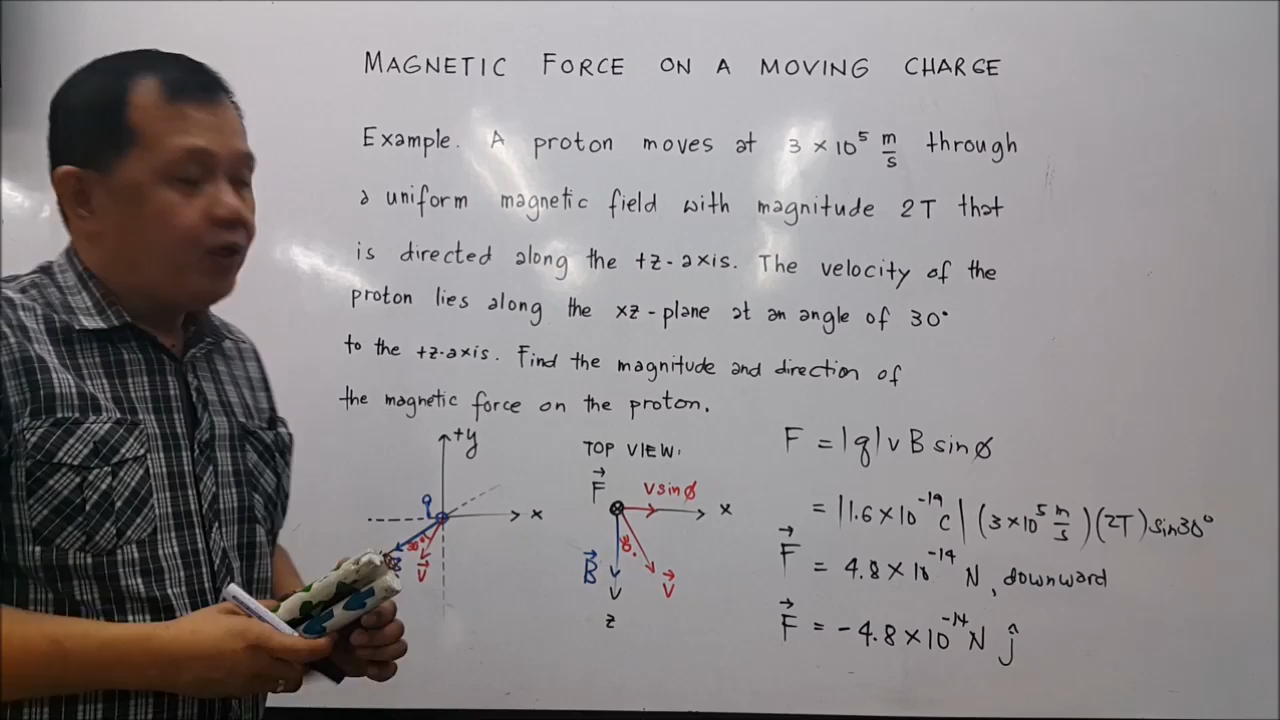 MAGNETIC FORCE ON A MOVING CHARGE
Example. A proton moves at 3 × 10⁵ m/s through
a uniform magnetic field with magnitude 2T that
is directed along the +z-axis. The velocity of the
proton lies along the xz-plane at an angle of 30°
to the +z-axis. Find the magnitude and direction of
the magnetic force on the proton.
+y
q
x
30°
B
v⃗
TOP VIEW:
F⃗
v sin ϕ
x
B⃗
v⃗
z
F = |q| v B sin ϕ
= |1.6 × 10⁻¹⁹ C| (3 × 10⁵ m/s)(2T) sin 30°
F⃗ = 4.8 × 10⁻¹⁴ N, downward
F⃗ = -4.8 × 10⁻¹⁴ N ĵ